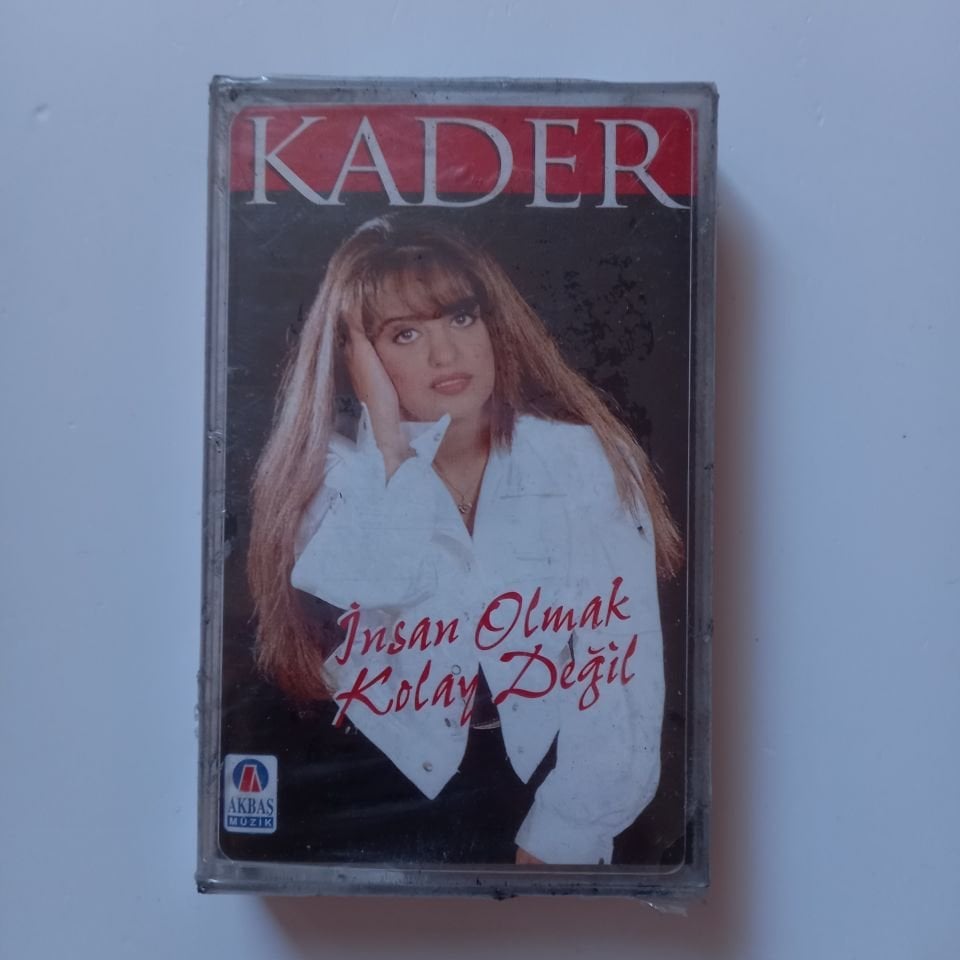 KADER
İnsan Olmak
Kolay Değil
AKBAŞ
MÜZİK